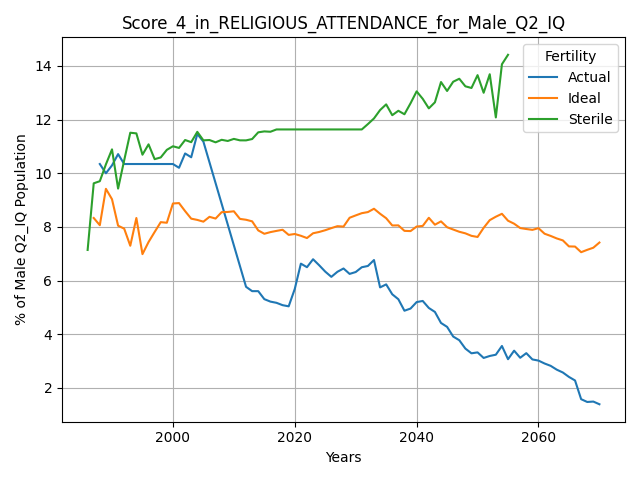 Score_4_in_RELIGIOUS_ATTENDANCE_for_Male_Q2_IQ
% of Male Q2_IQ Population
14
12
10
8
6
4
2
Fertility
Actual
Ideal
Sterile
2000
2020
2040
2060
Years